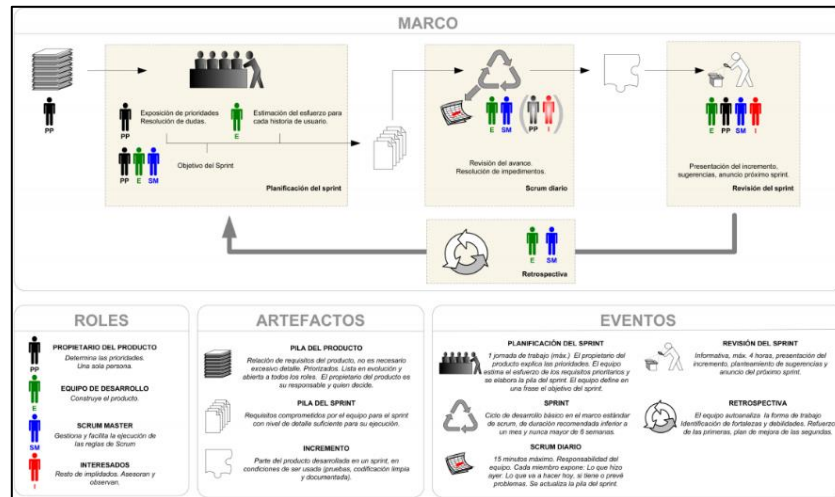 MARCO
PP
Exposición de prioridades
Resolución de dudas.
PP
Estimación del esfuerzo para
cada historia de usuario.
E
PP E SM
Objetivo del Sprint
Planificación del sprint
E SM PP I
Revisión del avance.
Resolución de impedimentos.
Scrum diario
E PP SM I
Presentación del incremento,
sugerencias, anuncio próximo sprint.
Revisión del sprint
E SM
Retrospectiva
ROLES
PROPIETARIO DEL PRODUCTO
Determina las prioridades.
Una sola persona.
PP
EQUIPO DE DESARROLLO
Construye el producto.
E
SCRUM MASTER
Gestiona y facilita la ejecución de
las reglas de Scrum
SM
INTERESADOS
Resto de implidados. Asesoran y
observan.
I
ARTEFACTOS
PILA DEL PRODUCTO
Relación de requisitos del producto, no es necesario
excesivo detalle. Priorizados. Lista en evolución y
abierta a todos los roles. El propietario del producto es
su responsable y quien decide.
PILA DEL SPRINT
Requisitos comprometidos por el equipo para el sprint
con nivel de detalle suficiente para su ejecución.
INCREMENTO
Parte del producto desarrollada en un sprint, en
condiciones de ser usada (pruebas, codificación limpia
y documentada).
EVENTOS
PLANIFICACIÓN DEL SPRINT
1 jornada de trabajo (máx.) El propietario del
producto explica las prioridades. El equipo
estima el esfuerzo de los requisitos prioritarios y
se elabora la pila del sprint. El equipo define en
una frase el objetivo del sprint.
SPRINT
Ciclo de desarrollo básico en el marco estándar
de scrum, de duración recomendada inferior a
un mes y nunca mayor de 6 semanas.
SCRUM DIARIO
15 minutos máximo. Responsabilidad del
equipo. Cada miembro expone: Lo que hizo
ayer. Lo que va a hacer hoy, si tiene o prevé
problemas. Se actualiza la pila del sprint.
REVISIÓN DEL SPRINT
Informativa, máx. 4 horas, presentación del
incremento, planteamiento de sugerencias y
anuncio del próximo sprint.
RETROSPECTIVA
El equipo autoanaliza la forma de trabajo.
Identificación de fortalezas y debilidades. Refuerzo
de las primeras, plan de mejora de las segundas.